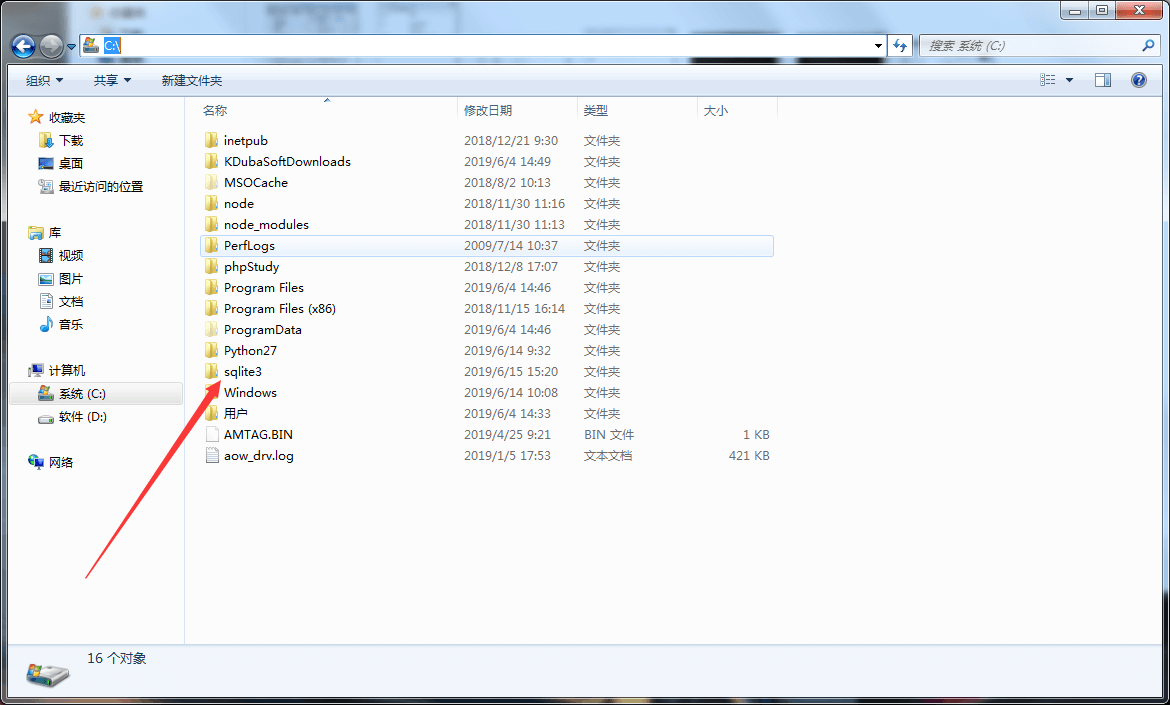 C:\
搜索 系统 (C:)
组织 共享 新建文件夹
收藏夹
下载
桌面
最近访问的位置
库
视频
图片
文档
音乐
计算机
系统 (C:)
软件 (D:)
网络
名称 修改日期 类型 大小
inetpub 2018/12/21 9:30 文件夹
KDubaSoftDownloads 2019/6/4 14:49 文件夹
MSOCache 2018/8/2 10:13 文件夹
node 2018/11/30 11:16 文件夹
node_modules 2018/11/30 11:13 文件夹
PerfLogs 2009/7/14 10:37 文件夹
phpStudy 2018/12/8 17:07 文件夹
Program Files 2019/6/4 14:46 文件夹
Program Files (x86) 2018/11/15 16:14 文件夹
ProgramData 2019/6/4 14:46 文件夹
Python27 2019/6/14 9:32 文件夹
sqlite3 2019/6/15 15:20 文件夹
Windows 2019/6/14 10:08 文件夹
用户 2019/6/4 14:33 文件夹
AMTAG.BIN 2019/4/25 9:21 BIN 文件 1 KB
aow_drv.log 2019/1/5 17:53 文本文档 421 KB
16 个对象